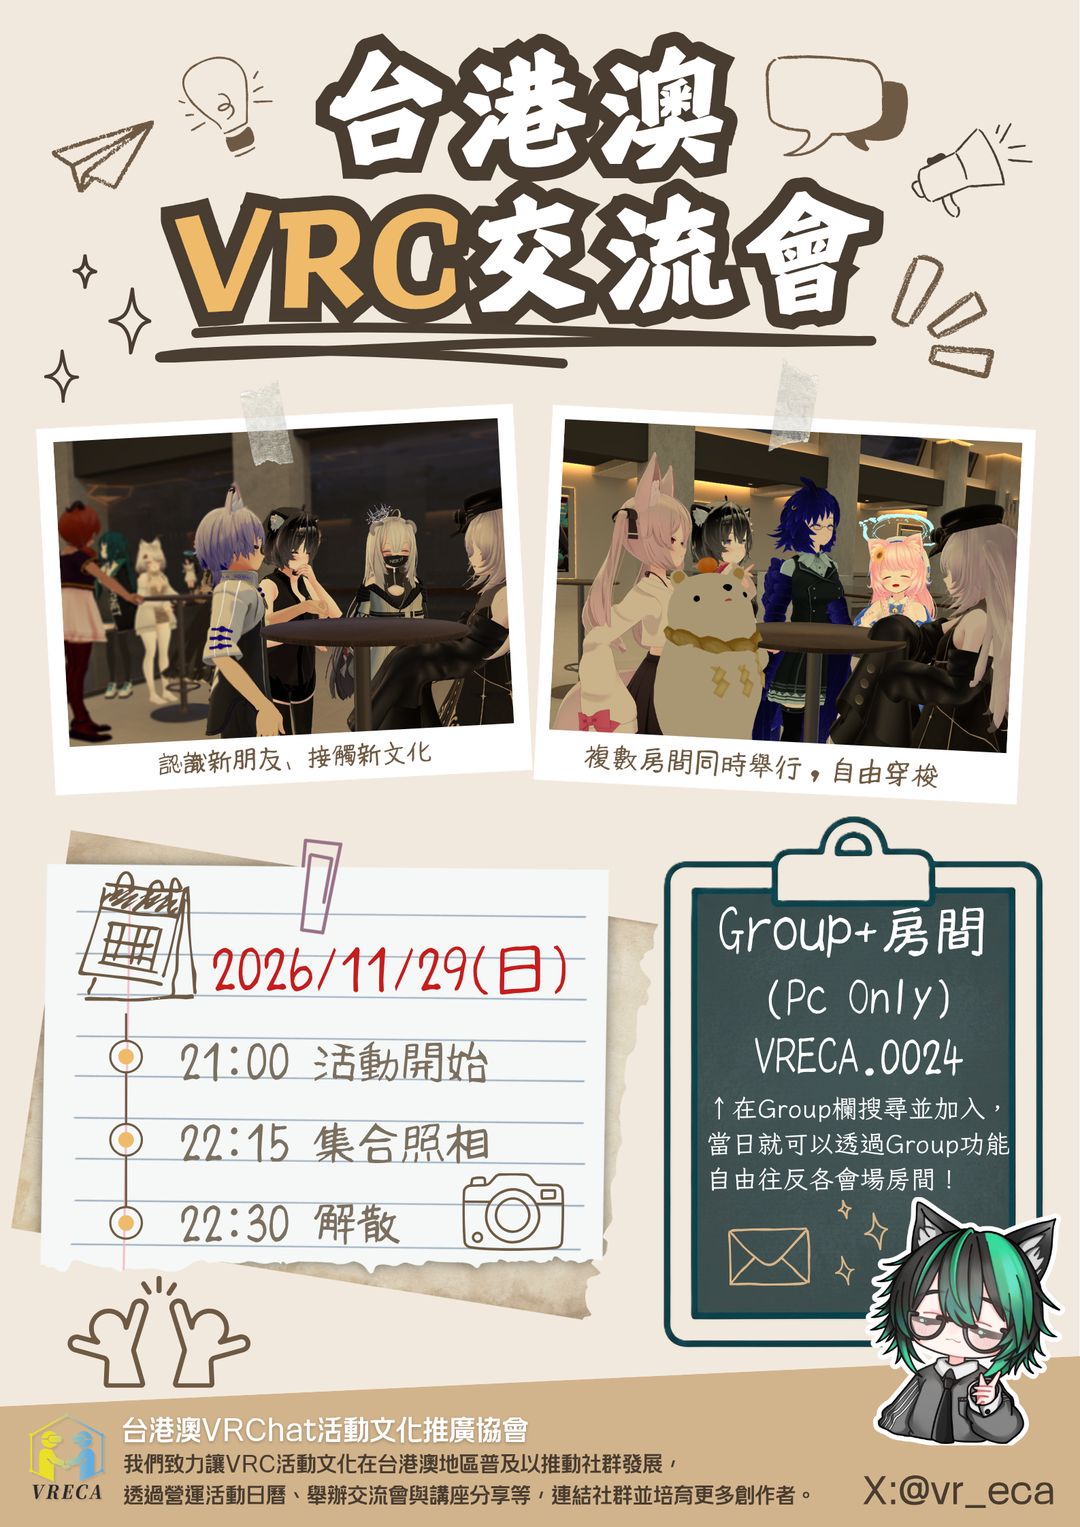 台港澳
VRC交流會
認識新朋友、接觸新文化
複數房間同時舉行，自由穿梭
2026/11/29(日)
21:00 活動開始
22:15 集合照相
22:30 解散
Group+房間
(Pc Only)
VRECA.0024
↑在Group欄搜尋並加入，
當日就可以透過Group功能
自由往反各會場房間！
VRECA
台港澳VRChat活動文化推廣協會
我們致力讓VRC活動文化在台港澳地區普及以推動社群發展，
透過營運活動日曆、舉辦交流會與講座分享等，連結社群並培育更多創作者。
X:@vr_eca